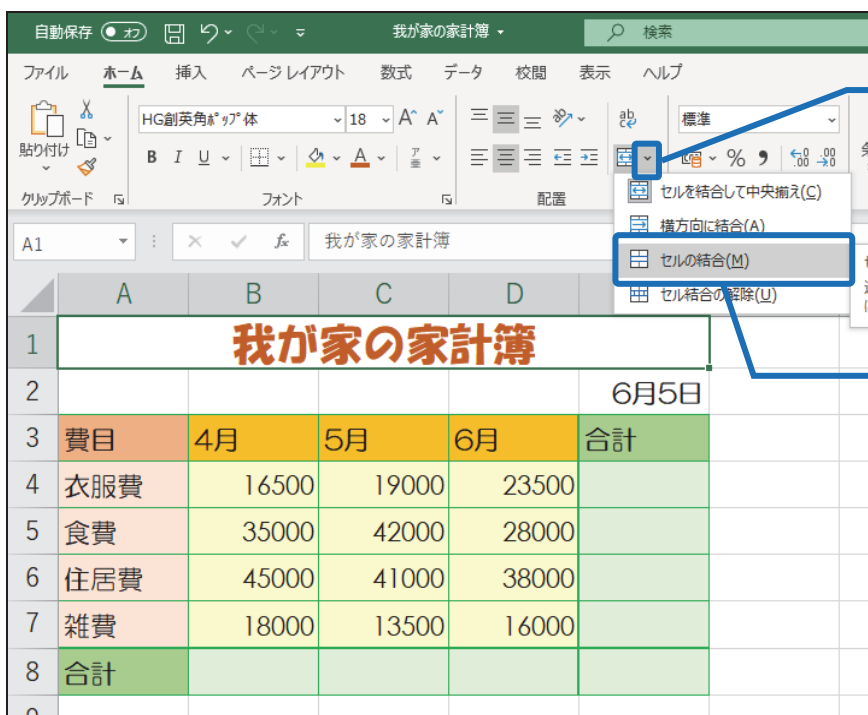 自動保存 オフ 我が家の家計簿 検索
ファイル ホーム 挿入 ページ レイアウト 数式 データ 校閲 表示 ヘルプ
HG創英角ポップ体 18 A A ab 標準
貼り付け B I U A ア亜 % 9 .00 .00
クリップボード フォント 配置
セルを結合して中央揃え(C)
横方向に結合(A)
セルの結合(M)
セル結合の解除(U)
A1 fx 我が家の家計簿
A B C D
1 我が家の家計簿
2 6月5日
3 費目 4月 5月 6月 合計
4 衣服費 16500 19000 23500
5 食費 35000 42000 28000
6 住居費 45000 41000 38000
7 雑費 18000 13500 16000
8 合計